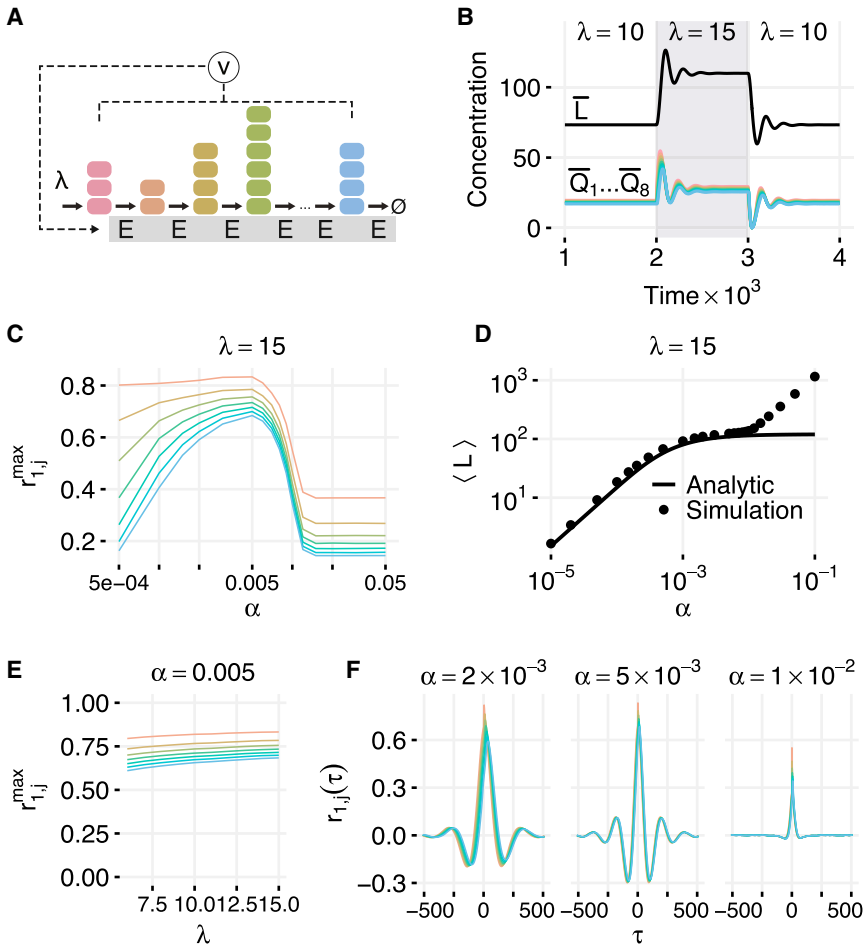 A
V
λ
... Ø
E E E E E E
B
λ = 10 λ = 15 λ = 10
Concentration
100
50
0
L̅
Q̅₁...Q̅₈
1 2 3 4
Time × 10³
C
λ = 15
r₁,ⱼᵐᵃˣ
0.8
0.6
0.4
0.2
5e−04 0.005 0.05
α
D
λ = 15
⟨ L ⟩
10³
10²
10¹
Analytic
Simulation
10⁻⁵ 10⁻³ 10⁻¹
α
E
α = 0.005
r₁,ⱼᵐᵃˣ
1.00
0.75
0.50
0.25
0.00
7.5 10.0 12.5 15.0
λ
F
α = 2 × 10⁻³ α = 5 × 10⁻³ α = 1 × 10⁻²
r₁,ⱼ(τ)
0.6
0.3
0.0
−0.3
−500 0 500 −500 0 500 −500 0 500
τ